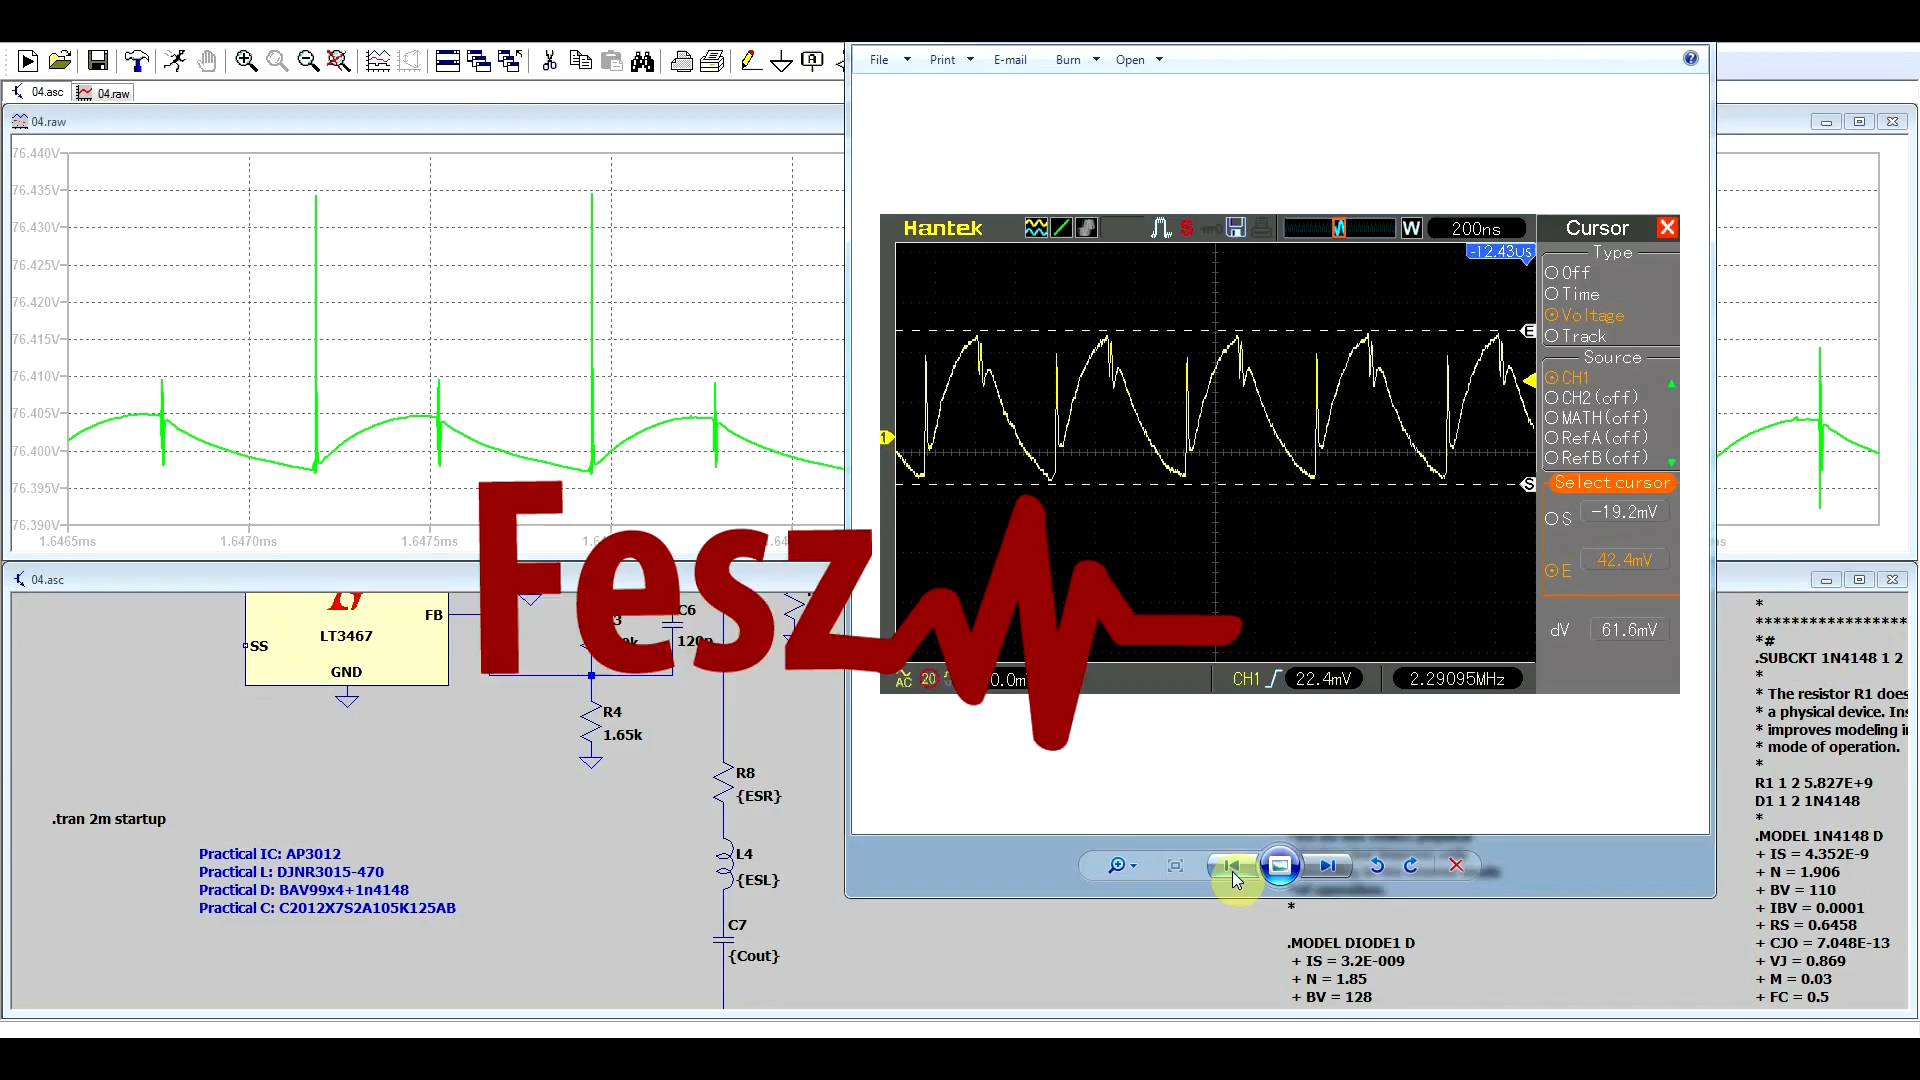 File Print E-mail Burn Open
04.asc 04.raw
04.raw
76.440V
76.435V
76.430V
76.425V
76.420V
76.415V
76.410V
76.405V
76.400V
76.395V
76.390V
1.6465ms 1.6470ms 1.6475ms
Hantek W 200ns
-12.43us
Cursor
Type
Off
Time
Voltage
Track
Source
CH1
CH2(off)
MATH(off)
RefA(off)
RefB(off)
Select cursor
S -19.2mV
E 42.4mV
dV 61.6mV
E
1
S
AC 20 CH1 22.4mV 2.29095MHz
Fesz
04.asc
FB
LT3467
SS
GND
C6
R4
1.65k
R8
{ESR}
L4
{ESL}
C7
{Cout}
.tran 2m startup
Practical IC: AP3012
Practical L: DJNR3015-470
Practical D: BAV99x4+1n4148
Practical C: C2012X7S2A105K125AB
*
.MODEL DIODE1 D
+ IS = 3.2E-009
+ N = 1.85
+ BV = 128
*
*****************
*#
.SUBCKT 1N4148 1 2
*
* The resistor R1 does
* a physical device. Ins
* improves modeling in
* mode of operation.
*
R1 1 2 5.827E+9
D1 1 2 1N4148
*
.MODEL 1N4148 D
+ IS = 4.352E-9
+ N = 1.906
+ BV = 110
+ IBV = 0.0001
+ RS = 0.6458
+ CJO = 7.048E-13
+ VJ = 0.869
+ M = 0.03
+ FC = 0.5